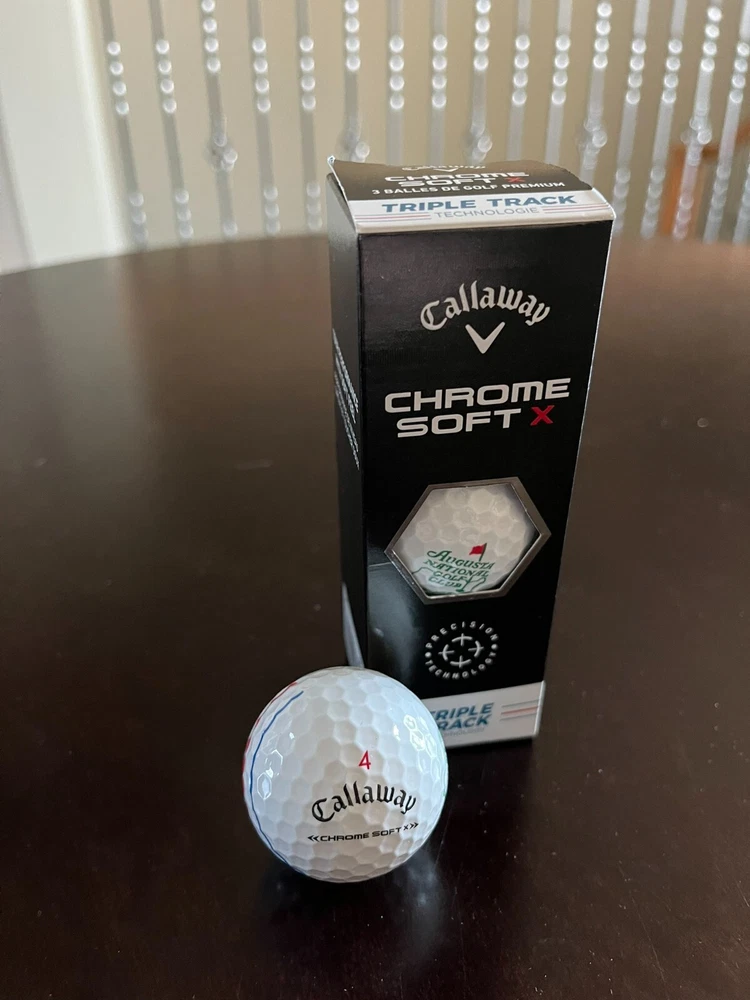 Callaway
CHROME
SOFT X
3 BALLES DE GOLF PREMIUM
TRIPLE TRACK
TECHNOLOGIE
Callaway
CHROME
SOFT X
AUGUSTA
NATIONAL
GOLF
CLUB
PRECISION
TECHNOLOGY
TRIPLE
TRACK
4
Callaway
CHROME SOFT X